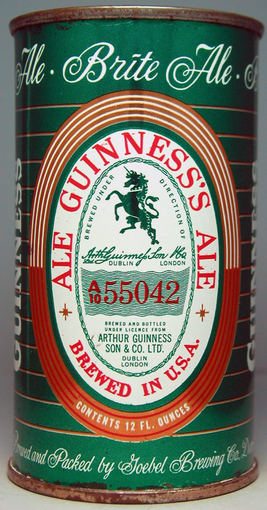 Ale · Brite Ale · B
GUINNESS
ALE GUINNESS'S ALE
BREWED UNDER DIRECTION OF
Arthur Guinness Son & Co.
DUBLIN LONDON
A/10 55042
BREWED AND BOTTLED
UNDER LICENCE FROM
ARTHUR GUINNESS
SON & CO. LTD.
DUBLIN
LONDON
BREWED IN U.S.A.
CONTENTS 12 FL. OUNCES
Brewed and Packed by Goebel Brewing Co.